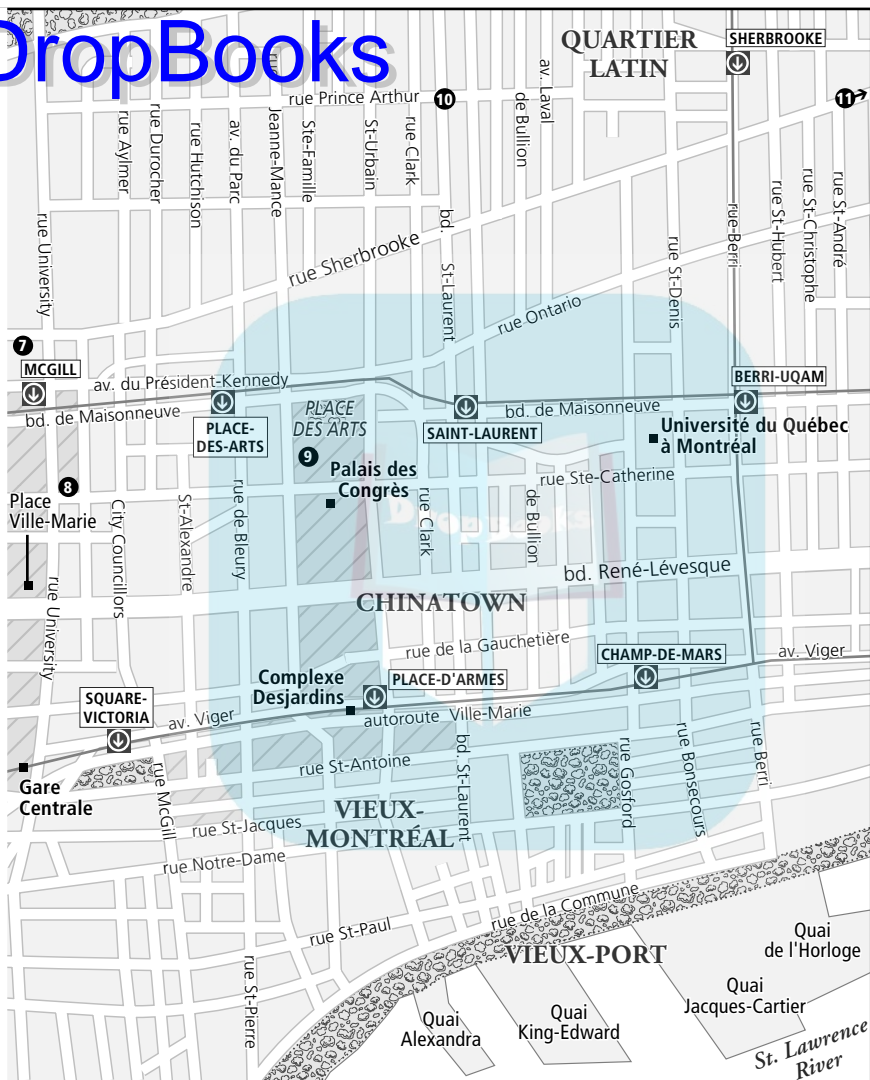 DropBooks
QUARTIER
LATIN
SHERBROOKE
rue Prince Arthur
10
11
av. Laval
de Bullion
rue Aylmer
rue Durocher
rue Hutchison
av. du Parc
rue
Jeanne-Mance
Ste-Famille
St-Urbain
rue Clark
bd.
St-Laurent
rue University
rue Sherbrooke
rue Ontario
rue St-Denis
rue Berri
rue St-Hubert
rue St-Christophe
rue St-André
7
MCGILL
av. du Président-Kennedy
bd. de Maisonneuve
PLACE-
DES-ARTS
PLACE
DES ARTS
SAINT-LAURENT
bd. de Maisonneuve
BERRI-UQAM
Université du Québec
à Montréal
9
Palais des
Congrès
rue Ste-Catherine
8
Place
Ville-Marie
City Councillors
St-Alexandre
rue de Bleury
rue Clark
de Bullion
DropBooks
bd. René-Lévesque
CHINATOWN
rue University
rue de la Gauchetière
CHAMP-DE-MARS
av. Viger
Complexe
Desjardins
PLACE-D'ARMES
SQUARE-
VICTORIA
av. Viger
autoroute Ville-Marie
Gare
Centrale
rue McGill
rue St-Antoine
bd. St-Laurent
rue Gosford
rue Bonsecours
rue Berri
VIEUX-
MONTRÉAL
rue St-Jacques
rue Notre-Dame
rue St-Paul
rue de la Commune
rue St-Pierre
VIEUX-PORT
Quai
de l'Horloge
Quai
Jacques-Cartier
Quai
King-Edward
Quai
Alexandra
St. Lawrence
River